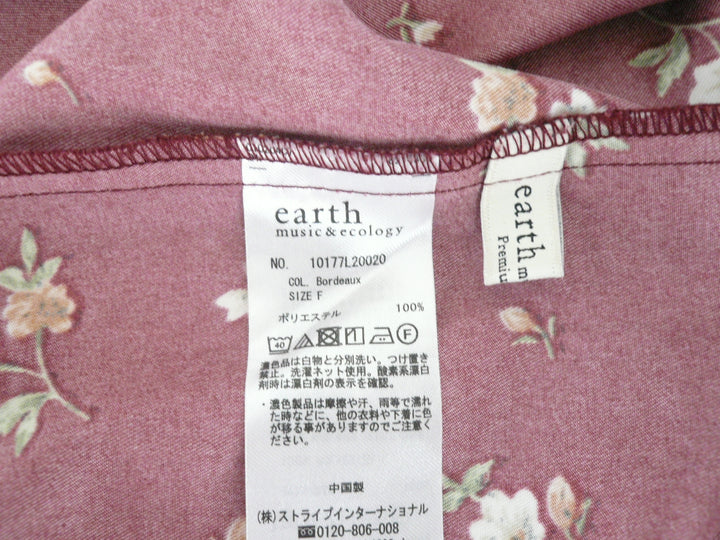 earth
music&ecology
NO. 10177L20020
COL. Bordeaux
SIZE F
ポリエステル 100%
40 F
濃色品は白物と分別洗い。つけ置き
禁止。洗濯ネット使用。酸素系漂白
剤時は漂白剤の表示を確認。
・濃色製品は摩擦や汗、雨等で濡れ
た時などに、他の衣料や下着に色
が移る事がありますのでご注意く
ださい。
中国製
(株)ストライプインターナショナル
0120-806-008
earth m
Premiu